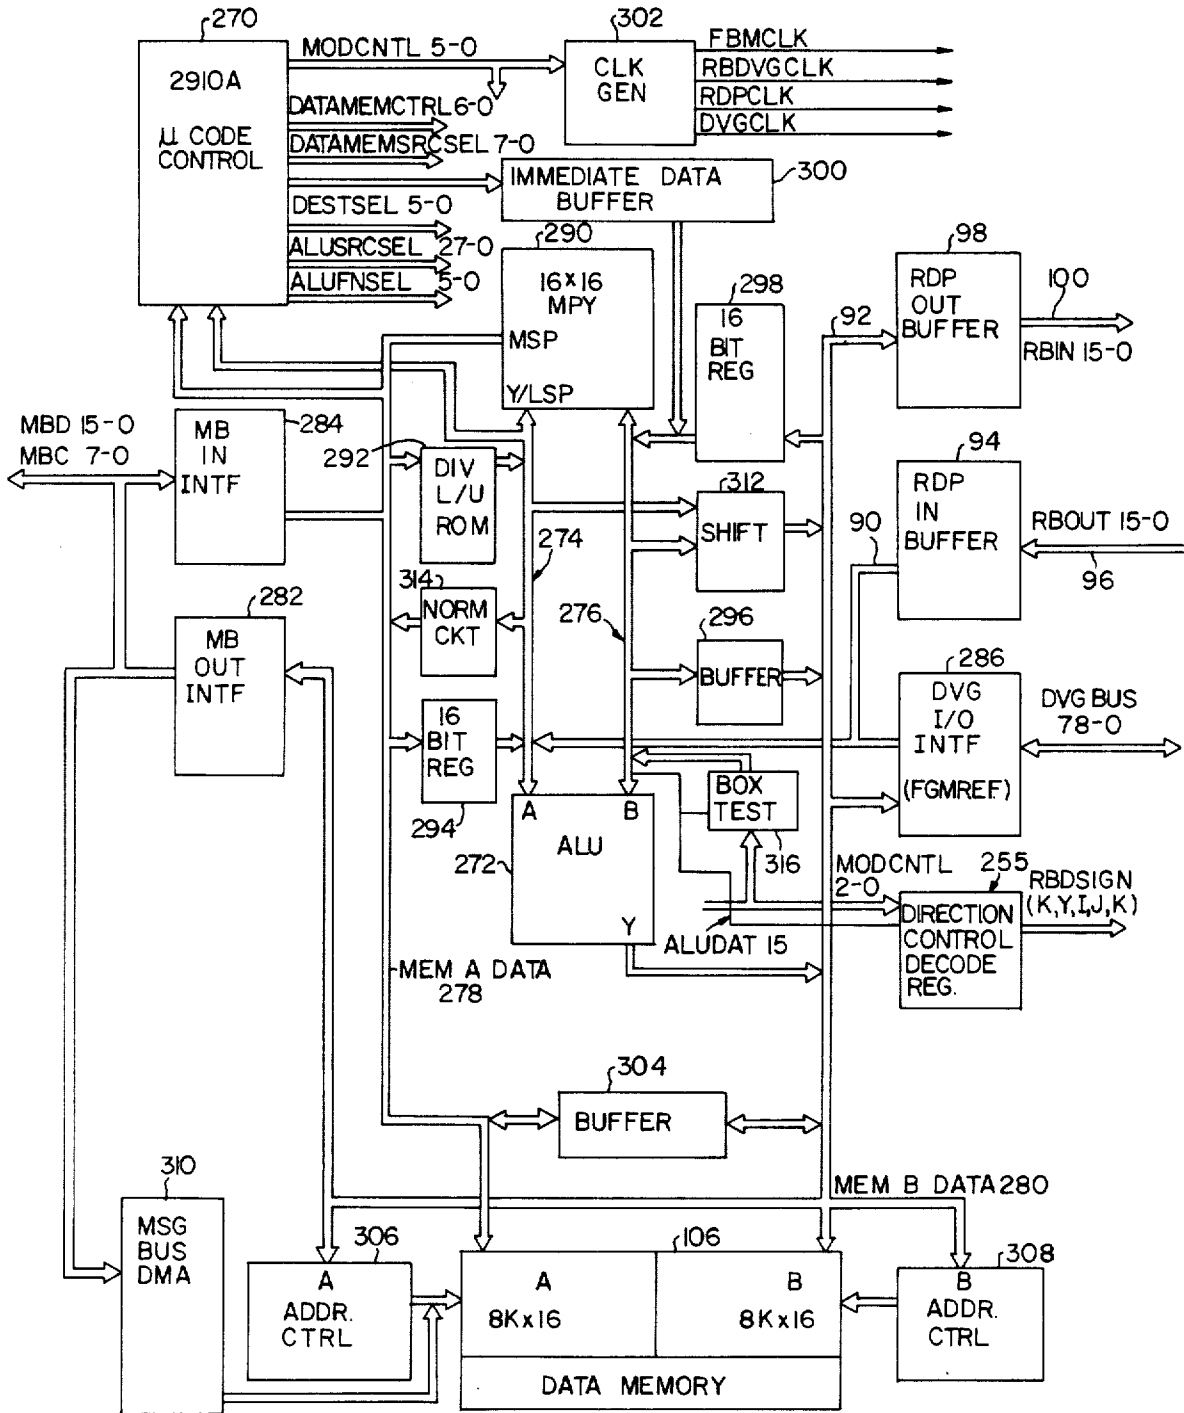 270
302
MODCNTL 5-0
FBMCLK
RBDVGCLK
RDPCLK
DVGCLK
2910A
μ CODE
CONTROL
CLK
GEN
DATAMEMCTRL 6-0
DATAMEMSRCSEL 7-0
DESTSEL 5-0
ALUSRCSEL 27-0
ALUFNSEL 5-0
IMMEDIATE DATA
BUFFER
300
290
16×16
MPY
MSP
Y/LSP
298
16
BIT
REG
92
98
RDP
OUT
BUFFER
100
RBIN 15-0
MBD 15-0
MBC 7-0
284
MB
IN
INTF
292
DIV
L/U
ROM
312
SHIFT
94
RDP
IN
BUFFER
90
RBOUT 15-0
96
274
314
NORM
CKT
276
296
BUFFER
282
MB
OUT
INTF
286
DVG
I/O
INTF
(FGMREF.)
DVG BUS
78-0
16
BIT
REG
294
BOX
TEST
316
A
B
ALU
272
Y
MODCNTL
2-0
255
RBDSIGN
(K,Y,I,J,K)
DIRECTION
CONTROL
DECODE
REG.
ALUDAT 15
MEM A DATA
278
304
BUFFER
310
MSG
BUS
DMA
MEM B DATA 280
306
A
ADDR.
CTRL
106
A
8K×16
B
8K×16
DATA MEMORY
308
B
ADDR.
CTRL